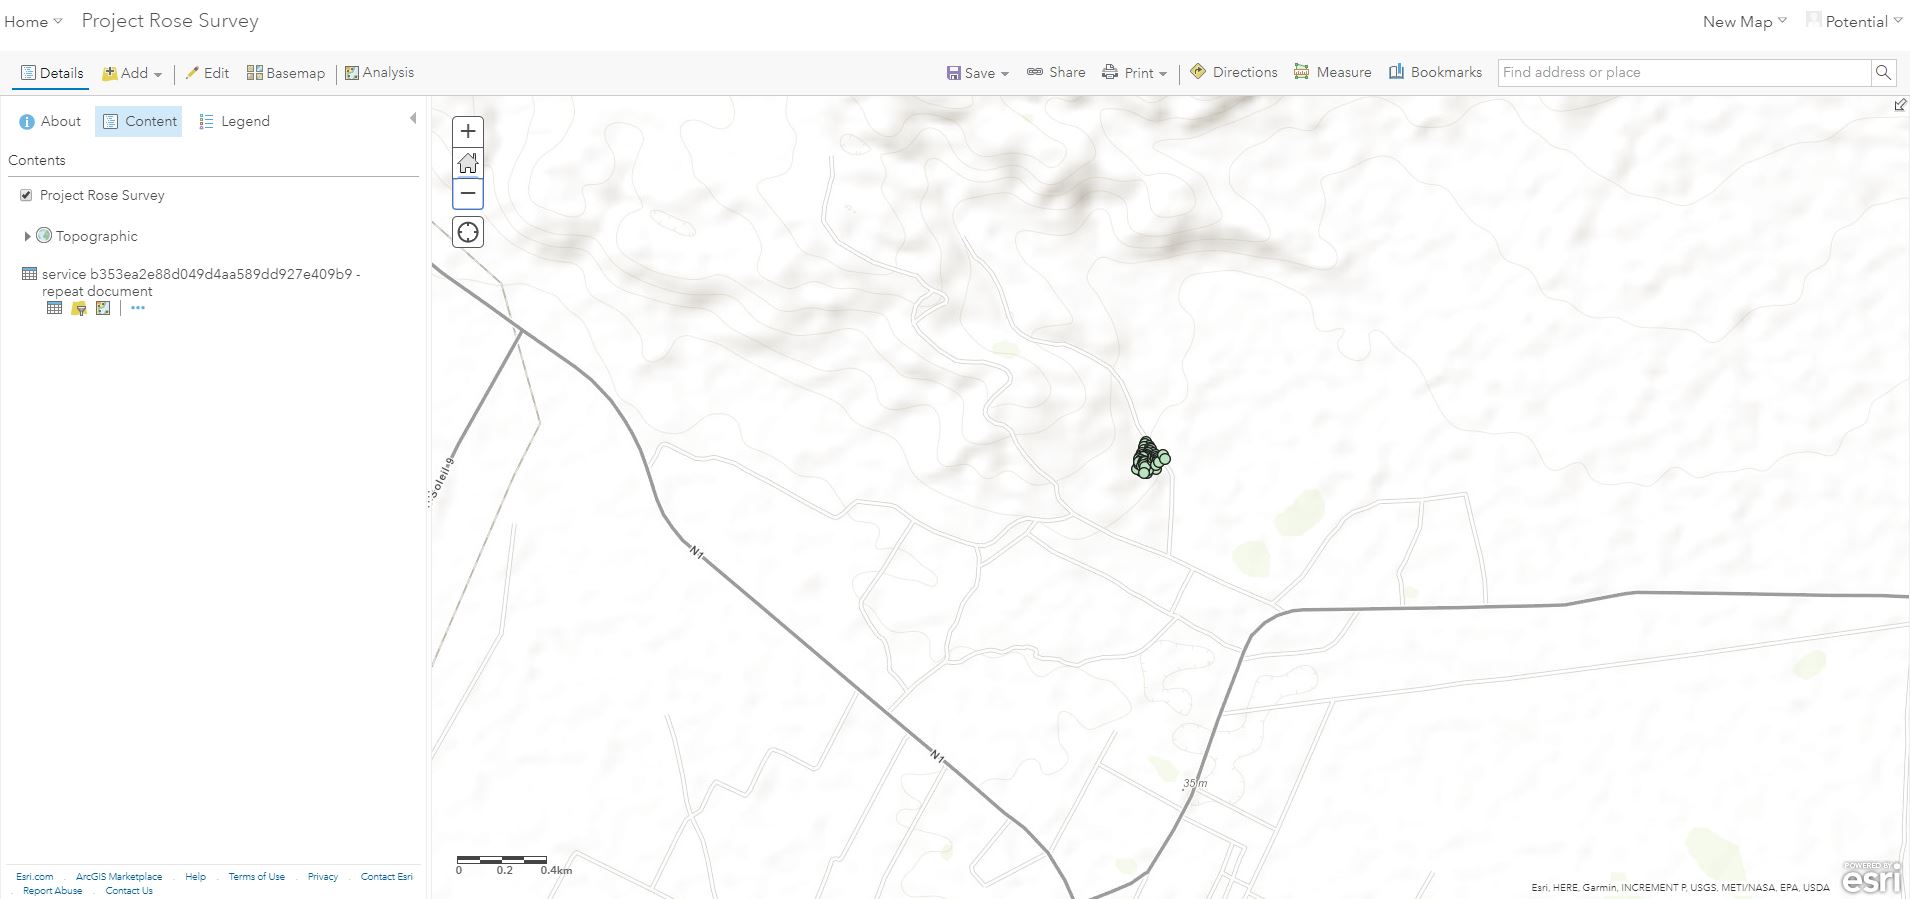 Home
Project Rose Survey
New Map
Potential
Details
Add
Edit
Basemap
Analysis
Save
Share
Print
Directions
Measure
Bookmarks
Find address or place
About
Content
Legend
Contents
Project Rose Survey
Topographic
service b353ea2e88d049d4aa589dd927e409b9 -
repeat document
Soleil-9
N1
N1
35 m
0 0.2 0.4km
Esri.com . ArcGIS Marketplace . Help . Terms of Use . Privacy . Contact Esri
. Report Abuse . Contact Us
Esri, HERE, Garmin, INCREMENT P, USGS, METI/NASA, EPA, USDA
POWERED BY
esri